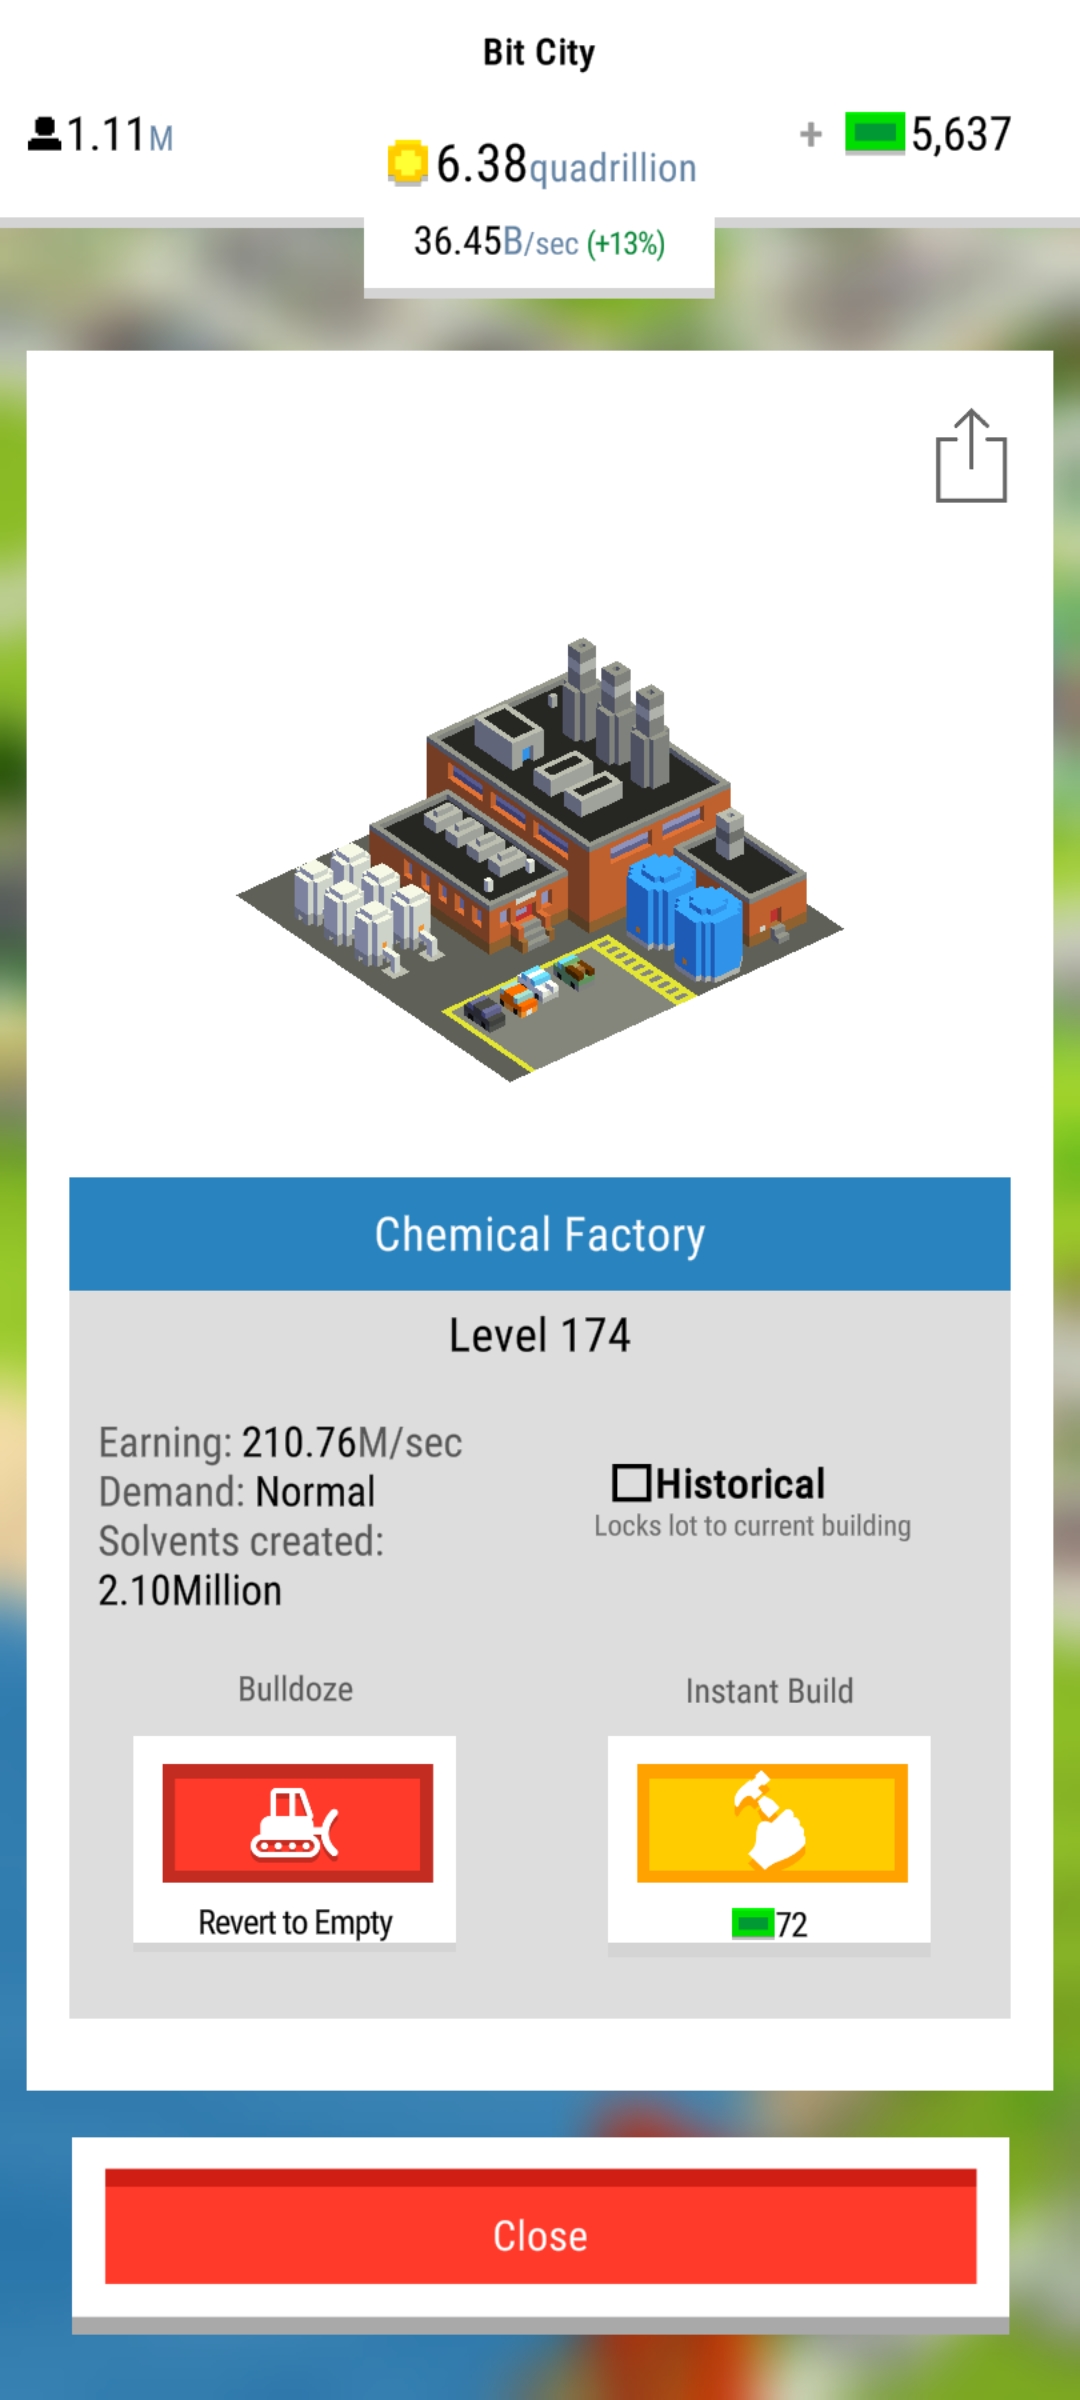 Bit City
1.11M
6.38quadrillion
+ 5,637
36.45B/sec (+13%)
Chemical Factory
Level 174
Earning: 210.76M/sec
Demand: Normal
Solvents created:
2.10Million
Historical
Locks lot to current building
Bulldoze
Revert to Empty
Instant Build
72
Close